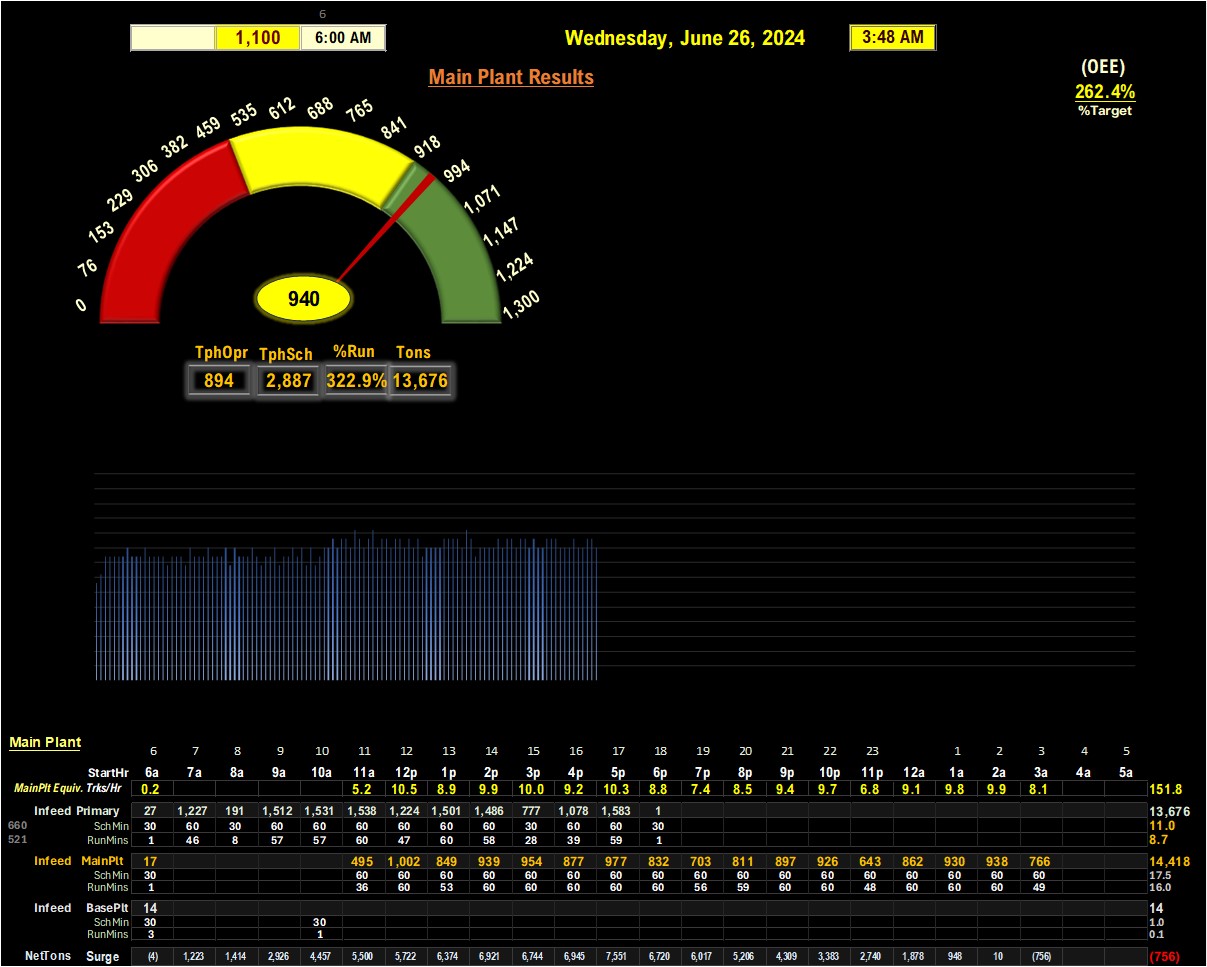 6
1,100 6:00 AM Wednesday, June 26, 2024 3:48 AM
(OEE)
Main Plant Results
262.4%
%Target
0 76 153 229 306 382 459 535 612 688 765 841 918 994 1,071 1,147 1,224 1,300
940
TphOpr TphSch %Run Tons
894 2,887 322.9% 13,676
Main Plant
6 7 8 9 10 11 12 13 14 15 16 17 18 19 20 21 22 23 1 2 3 4 5
StartHr 6a 7a 8a 9a 10a 11a 12p 1p 2p 3p 4p 5p 6p 7p 8p 9p 10p 11p 12a 1a 2a 3a 4a 5a
MainPlt Equiv. Trks/Hr 0.2 5.2 10.5 8.9 9.9 10.0 9.2 10.3 8.8 7.4 8.5 9.4 9.7 6.8 9.1 9.8 9.9 8.1 151.8
Infeed Primary 27 1,227 191 1,512 1,531 1,538 1,224 1,501 1,486 777 1,078 1,583 1 13,676
660 SchMin 30 60 30 60 60 60 60 60 60 30 60 60 30 11.0
521 RunMins 1 46 8 57 57 60 47 60 58 28 39 59 1 8.7
Infeed MainPlt 17 495 1,002 849 939 954 877 977 832 703 811 897 926 643 862 930 938 766 14,418
SchMin 30 60 60 60 60 60 60 60 60 60 60 60 60 60 60 60 60 60 17.5
RunMins 1 36 60 53 60 60 60 60 60 56 59 60 60 48 60 60 60 49 16.0
Infeed BasePlt 14 14
SchMin 30 30 1.0
RunMins 3 1 0.1
NetTons Surge (4) 1,223 1,414 2,926 4,457 5,500 5,722 6,374 6,921 6,744 6,945 7,551 6,720 6,017 5,206 4,309 3,383 2,740 1,878 948 10 (756) (756)